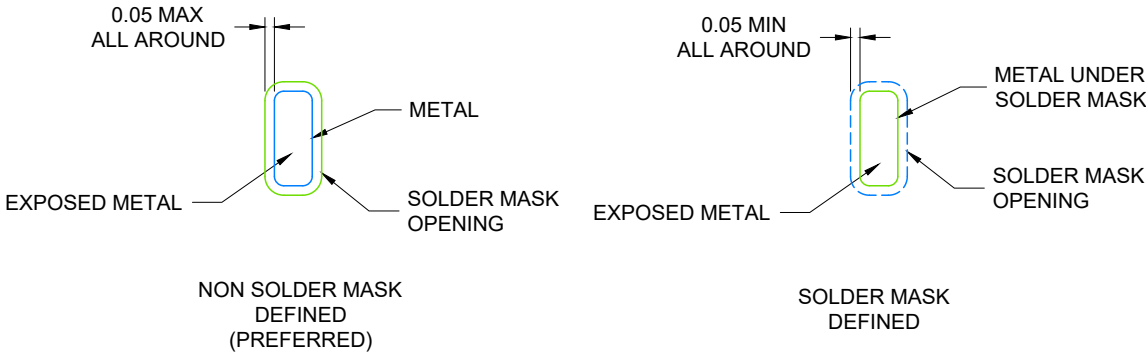 0.05 MAX
ALL AROUND
METAL
EXPOSED METAL
SOLDER MASK
OPENING
NON SOLDER MASK
DEFINED
(PREFERRED)
0.05 MIN
ALL AROUND
METAL UNDER
SOLDER MASK
EXPOSED METAL
SOLDER MASK
OPENING
SOLDER MASK
DEFINED